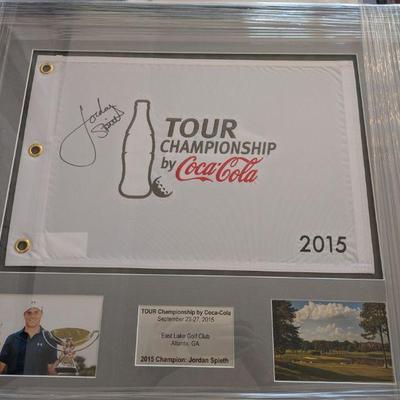 Jordan
Spieth
TOUR
CHAMPIONSHIP
by Coca-Cola
2015
TOUR Championship by Coca-Cola
September 23-27, 2015
East Lake Golf Club
Atlanta, GA
2015 Champion: Jordan Spieth